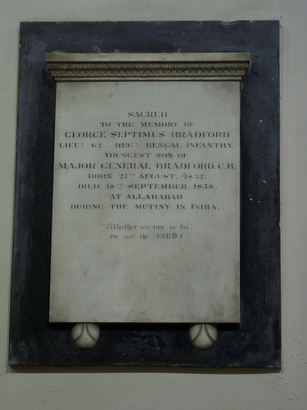 SACRED
TO THE MEMORY OF
GEORGE SEPTIMUS BRADFORD
LIEUT. 62ND REGT. BENGAL INFANTRY.
YOUNGEST SON OF
MAJOR GENERAL BRADFORD, C.B.
BORN 27TH AUGUST, 1832,
DIED 18TH SEPTEMBER, 1858,
AT ALLAHABAD
DURING THE MUTINY IN INDIA.
"Whether we live or die,
we are the LORD'S"